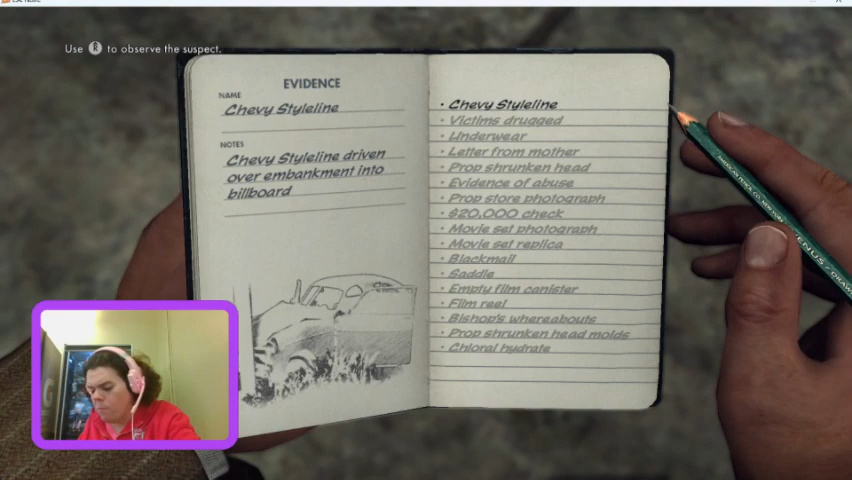 Use R to observe the suspect.
EVIDENCE
NAME
Chevy Styleline
NOTES
Chevy Styleline driven
over embankment into
billboard
• Chevy Styleline
• Victims drugged
• Underwear
• Letter from mother
• Prop shrunken head
• Evidence of abuse
• Prop store photograph
• $20,000 check
• Movie set photograph
• Movie set replica
• Blackmail
• Saddle
• Empty film canister
• Film reel
• Bishop's whereabouts
• Prop shrunken head molds
• Chloral hydrate
VENUS